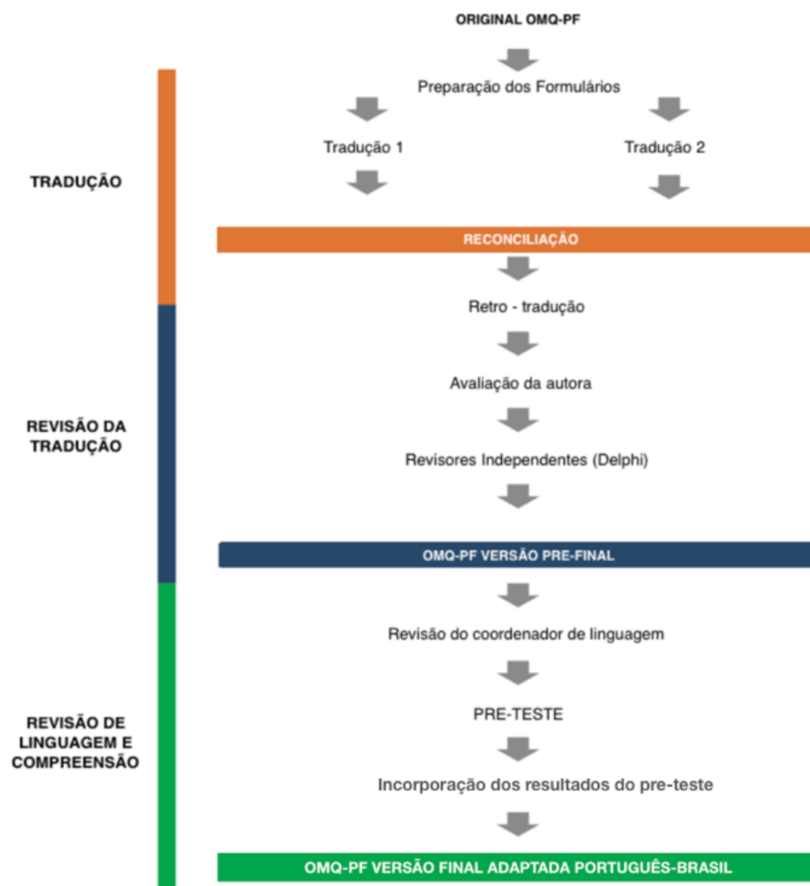 ORIGINAL OMQ-PF
Preparação dos Formulários
Tradução 1
Tradução 2
TRADUÇÃO
RECONCILIAÇÃO
Retro - tradução
Avaliação da autora
REVISÃO DA
TRADUÇÃO
Revisores Independentes (Delphi)
OMQ-PF VERSÃO PRE-FINAL
Revisão do coordenador de linguagem
PRE-TESTE
REVISÃO DE
LINGUAGEM E
COMPREENSÃO
Incorporação dos resultados do pre-teste
OMQ-PF VERSÃO FINAL ADAPTADA PORTUGUÊS-BRASIL